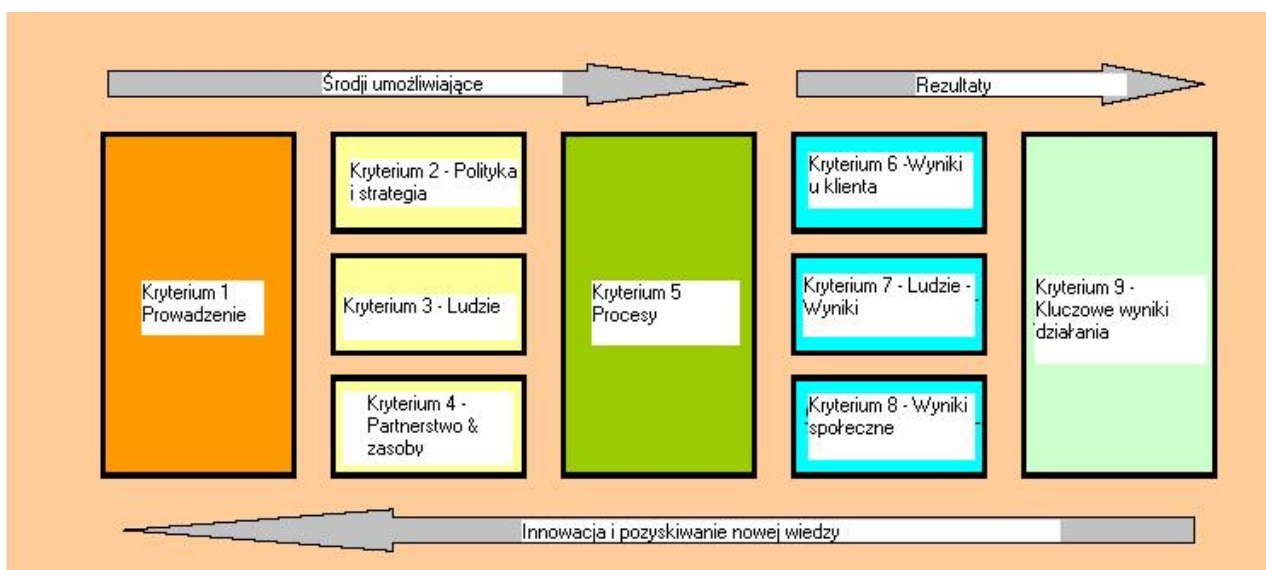 Środji umożliwiające
Rezultaty
Kryterium 1
Prowadzenie
Kryterium 2 - Polityka
i strategia
Kryterium 3 - Ludzie
Kryterium 4 -
Partnerstwo &
zasoby
Kryterium 5
Procesy
Kryterium 6 -Wyniki
u klienta
Kryterium 7 - Ludzie -
Wyniki
Kryterium 8 - Wyniki
społeczne
Kryterium 9 -
Kluczowe wyniki
działania
Innowacja i pozyskiwanie nowej wiedzy